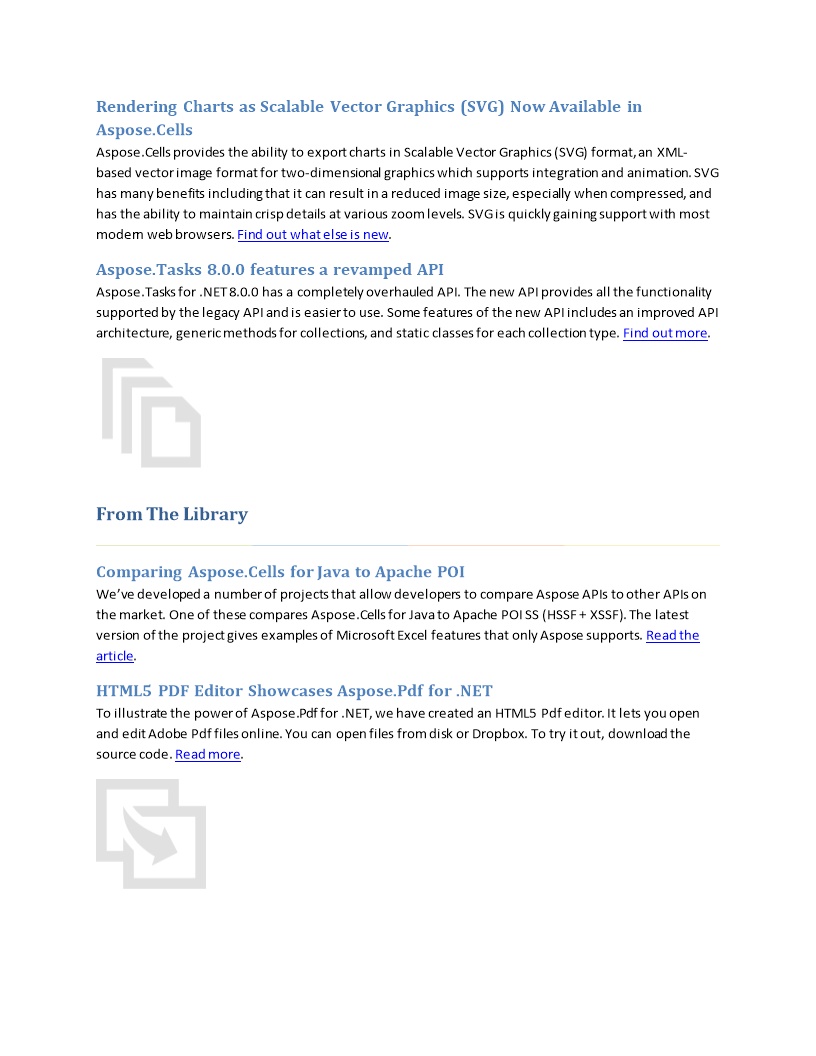 Rendering Charts as Scalable Vector Graphics (SVG) Now Available in
Aspose.Cells
Aspose.Cells provides the ability to export charts in Scalable Vector Graphics (SVG) format, an XML-
based vector image format for two-dimensional graphics which supports integration and animation. SVG
has many benefits including that it can result in a reduced image size, especially when compressed, and
has the ability to maintain crisp details at various zoom levels. SVG is quickly gaining support with most
modern web browsers. Find out what else is new.
Aspose.Tasks 8.0.0 features a revamped API
Aspose.Tasks for .NET 8.0.0 has a completely overhauled API. The new API provides all the functionality
supported by the legacy API and is easier to use. Some features of the new API includes an improved API
architecture, generic methods for collections, and static classes for each collection type. Find out more.
From The Library
Comparing Aspose.Cells for Java to Apache POI
We’ve developed a number of projects that allow developers to compare Aspose APIs to other APIs on
the market. One of these compares Aspose.Cells for Java to Apache POI SS (HSSF + XSSF). The latest
version of the project gives examples of Microsoft Excel features that only Aspose supports. Read the
article.
HTML5 PDF Editor Showcases Aspose.Pdf for .NET
To illustrate the power of Aspose.Pdf for .NET, we have created an HTML5 Pdf editor. It lets you open
and edit Adobe Pdf files online. You can open files from disk or Dropbox. To try it out, download the
source code. Read more.